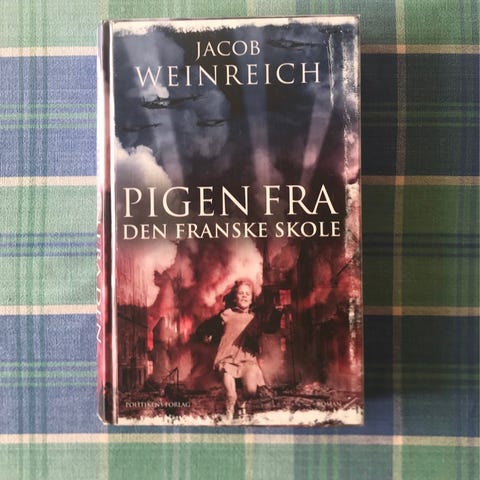 JACOB
WEINREICH
PIGEN FRA
DEN FRANSKE SKOLE
POLITIKENS FORLAG
ROMAN